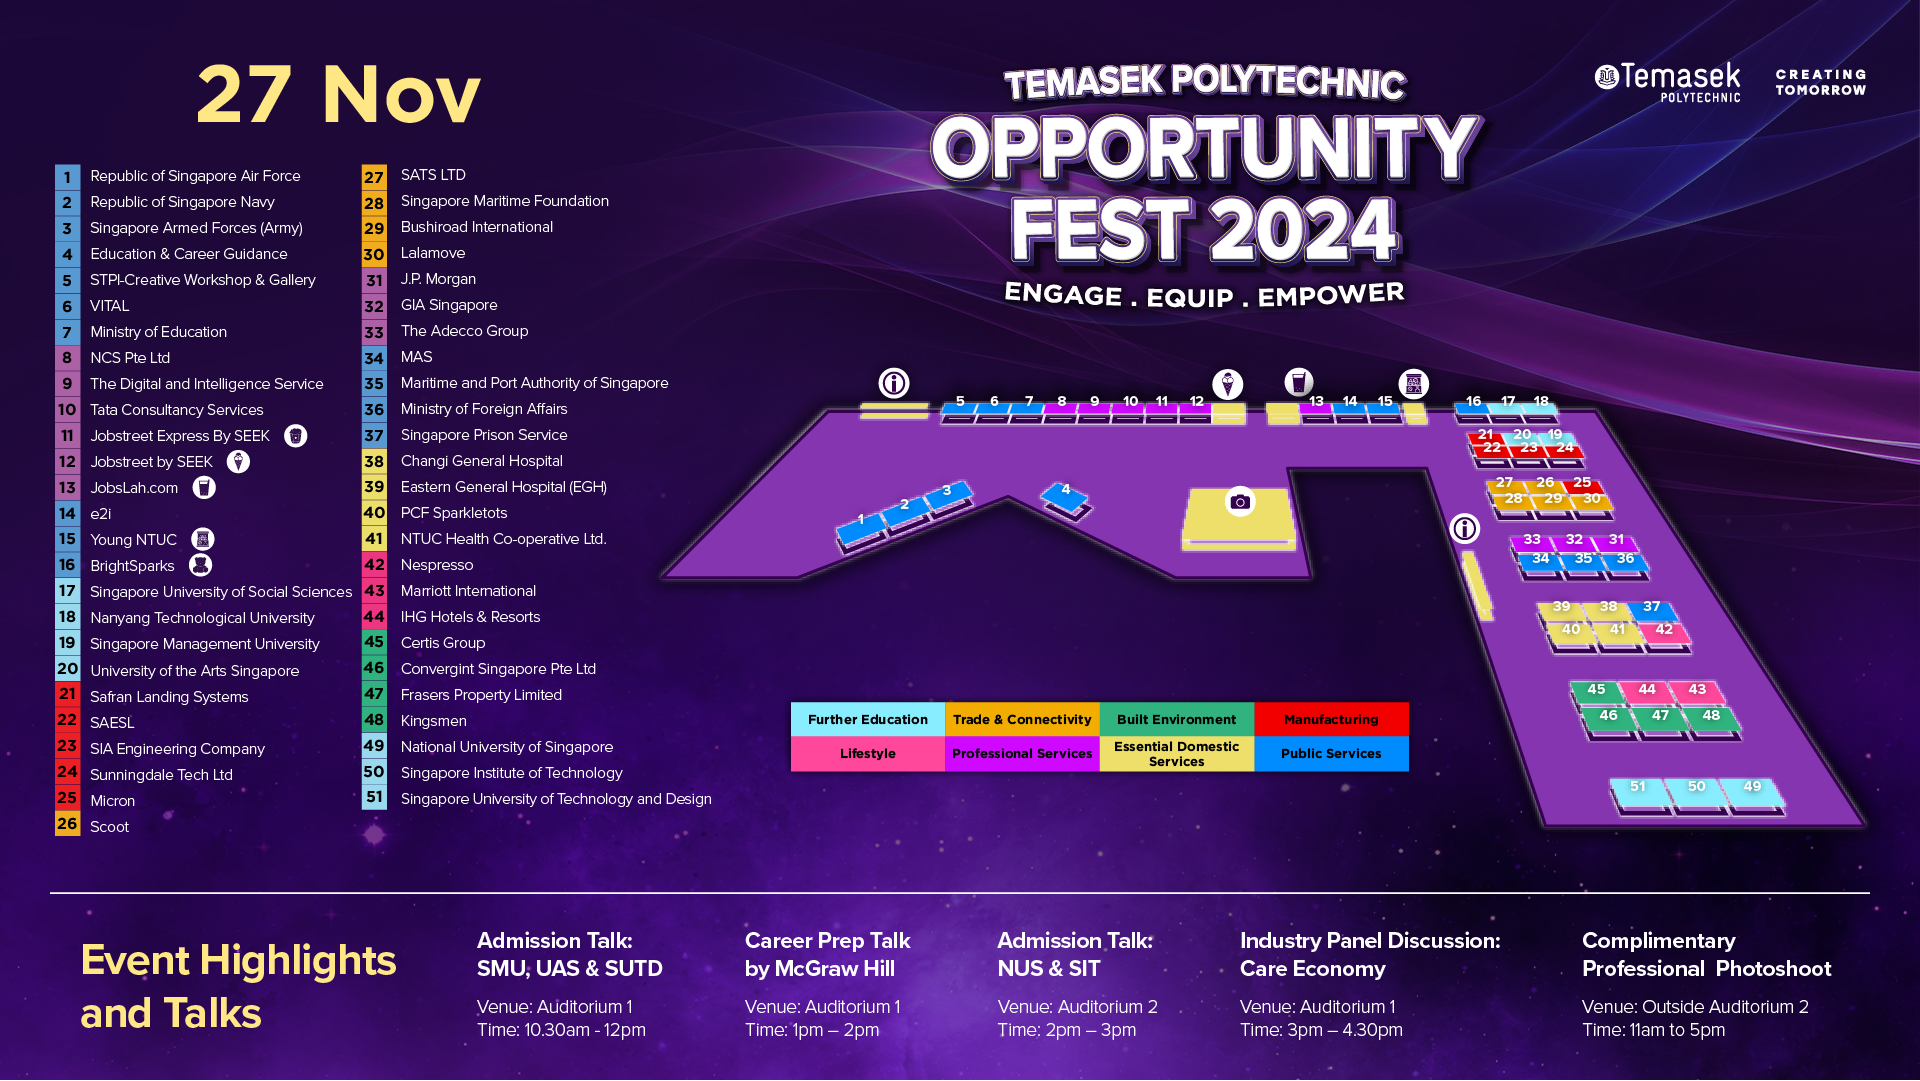 27 Nov
TEMASEK POLYTECHNIC
OPPORTUNITY
FEST 2024
ENGAGE . EQUIP . EMPOWER
Temasek
POLYTECHNIC
CREATING
TOMORROW
1 Republic of Singapore Air Force
2 Republic of Singapore Navy
3 Singapore Armed Forces (Army)
4 Education & Career Guidance
5 STPI-Creative Workshop & Gallery
6 VITAL
7 Ministry of Education
8 NCS Pte Ltd
9 The Digital and Intelligence Service
10 Tata Consultancy Services
11 Jobstreet Express By SEEK
12 Jobstreet by SEEK
13 JobsLah.com
14 e2i
15 Young NTUC
16 BrightSparks
17 Singapore University of Social Sciences
18 Nanyang Technological University
19 Singapore Management University
20 University of the Arts Singapore
21 Safran Landing Systems
22 SAESL
23 SIA Engineering Company
24 Sunningdale Tech Ltd
25 Micron
26 Scoot
27 SATS LTD
28 Singapore Maritime Foundation
29 Bushiroad International
30 Lalamove
31 J.P. Morgan
32 GIA Singapore
33 The Adecco Group
34 MAS
35 Maritime and Port Authority of Singapore
36 Ministry of Foreign Affairs
37 Singapore Prison Service
38 Changi General Hospital
39 Eastern General Hospital (EGH)
40 PCF Sparkletots
41 NTUC Health Co-operative Ltd.
42 Nespresso
43 Marriott International
44 IHG Hotels & Resorts
45 Certis Group
46 Convergint Singapore Pte Ltd
47 Frasers Property Limited
48 Kingsmen
49 National University of Singapore
50 Singapore Institute of Technology
51 Singapore University of Technology and Design
5 6 7 8 9 10 11 12 13 14 15 16 17 18
21 20 19
22 23 24
27 26 25
28 29 30
1 2 3 4
33 32 31
34 35 36
39 38 37
40 41 42
45 44 43
46 47 48
51 50 49
Further Education Trade & Connectivity Built Environment Manufacturing
Lifestyle Professional Services Essential Domestic Services Public Services
Event Highlights
and Talks
Admission Talk:
SMU, UAS & SUTD
Venue: Auditorium 1
Time: 10.30am - 12pm
Career Prep Talk
by McGraw Hill
Venue: Auditorium 1
Time: 1pm – 2pm
Admission Talk:
NUS & SIT
Venue: Auditorium 2
Time: 2pm – 3pm
Industry Panel Discussion:
Care Economy
Venue: Auditorium 1
Time: 3pm – 4.30pm
Complimentary
Professional Photoshoot
Venue: Outside Auditorium 2
Time: 11am to 5pm